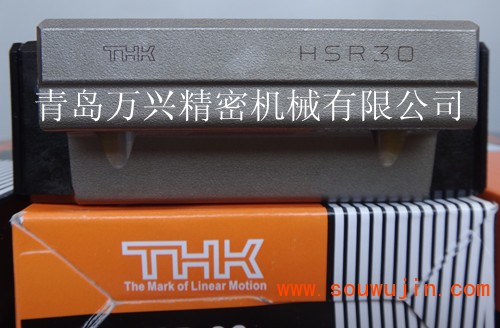 THK HSR30
青岛万兴精密机械有限公司
THK
The Mark of Linear Motion
www.souwujin.com